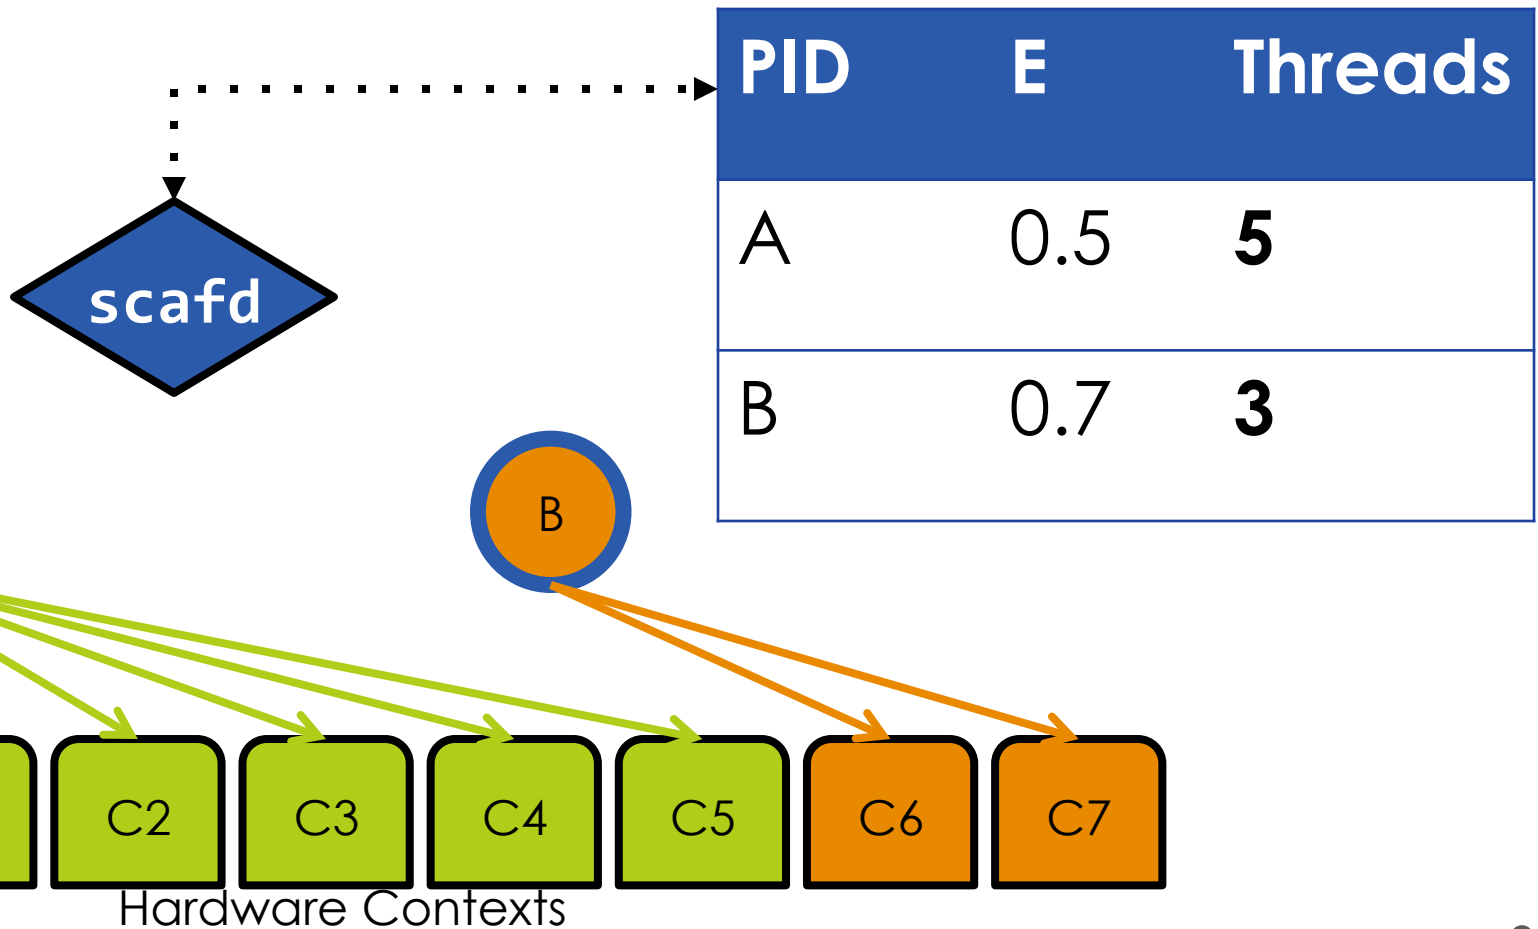 PID E Threads
A 0.5 5
B 0.7 3
scafd
B
C2 C3 C4 C5 C6 C7
Hardware Contexts